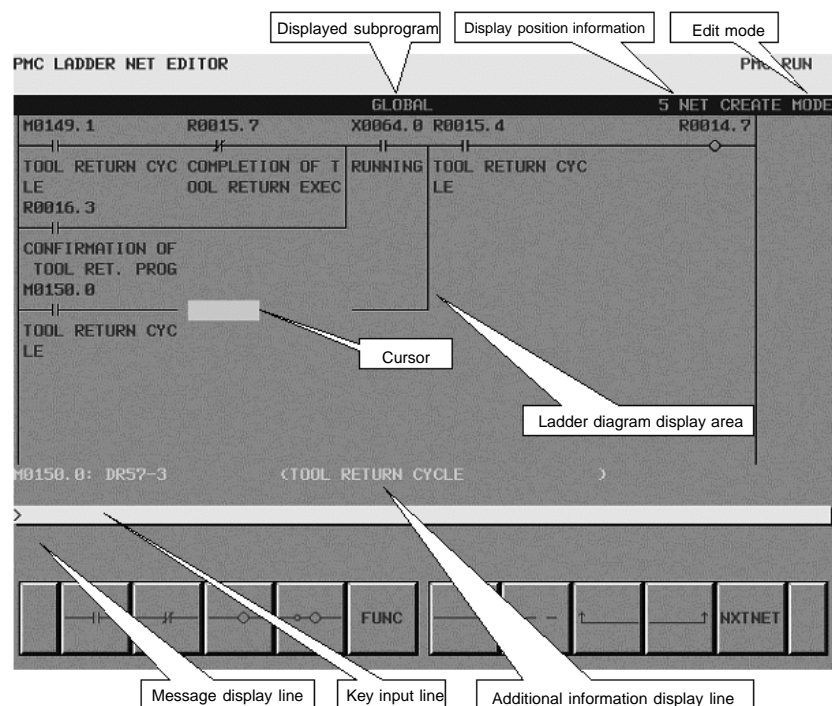 Displayed subprogram
Display position information
Edit mode
PMC LADDER NET EDITOR
PMC RUN
GLOBAL
5 NET CREATE MODE
M0149.1 R0015.7 X0064.0 R0015.4 R0014.7
TOOL RETURN CYC COMPLETION OF T RUNNING TOOL RETURN CYC
LE OOL RETURN EXEC LE
R0016.3
CONFIRMATION OF
TOOL RET. PROG
M0150.0
TOOL RETURN CYC
LE
Cursor
Ladder diagram display area
M0150.0: DR57-3 (TOOL RETURN CYCLE )
>
FUNC
NXTNET
Message display line
Key input line
Additional information display line